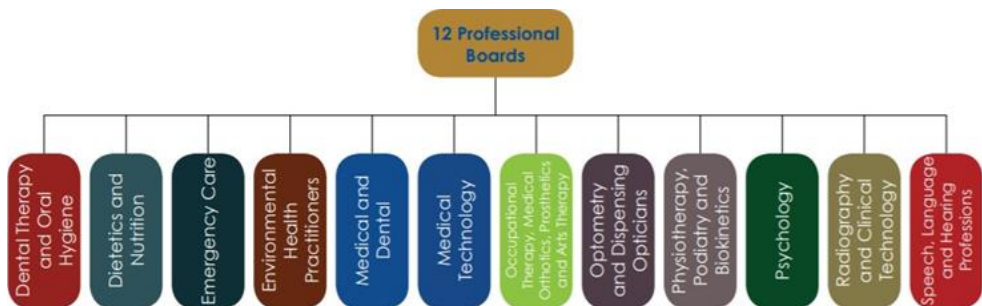 12 Professional
Boards
Dental Therapy
and Oral
Hygiene
Dietetics and
Nutrition
Emergency Care
Environmental
Health
Practitioners
Medical and
Dental
Medical
Technology
Occupational
Therapy, Medical
Orthotics, Prosthetics
and Arts Therapy
Optometry
and Dispensing
Opticians
Physiotherapy,
Podiatry and
Biokinetics
Psychology
Radiography
and Clinical
Technology
Speech, Language
and Hearing
Professions